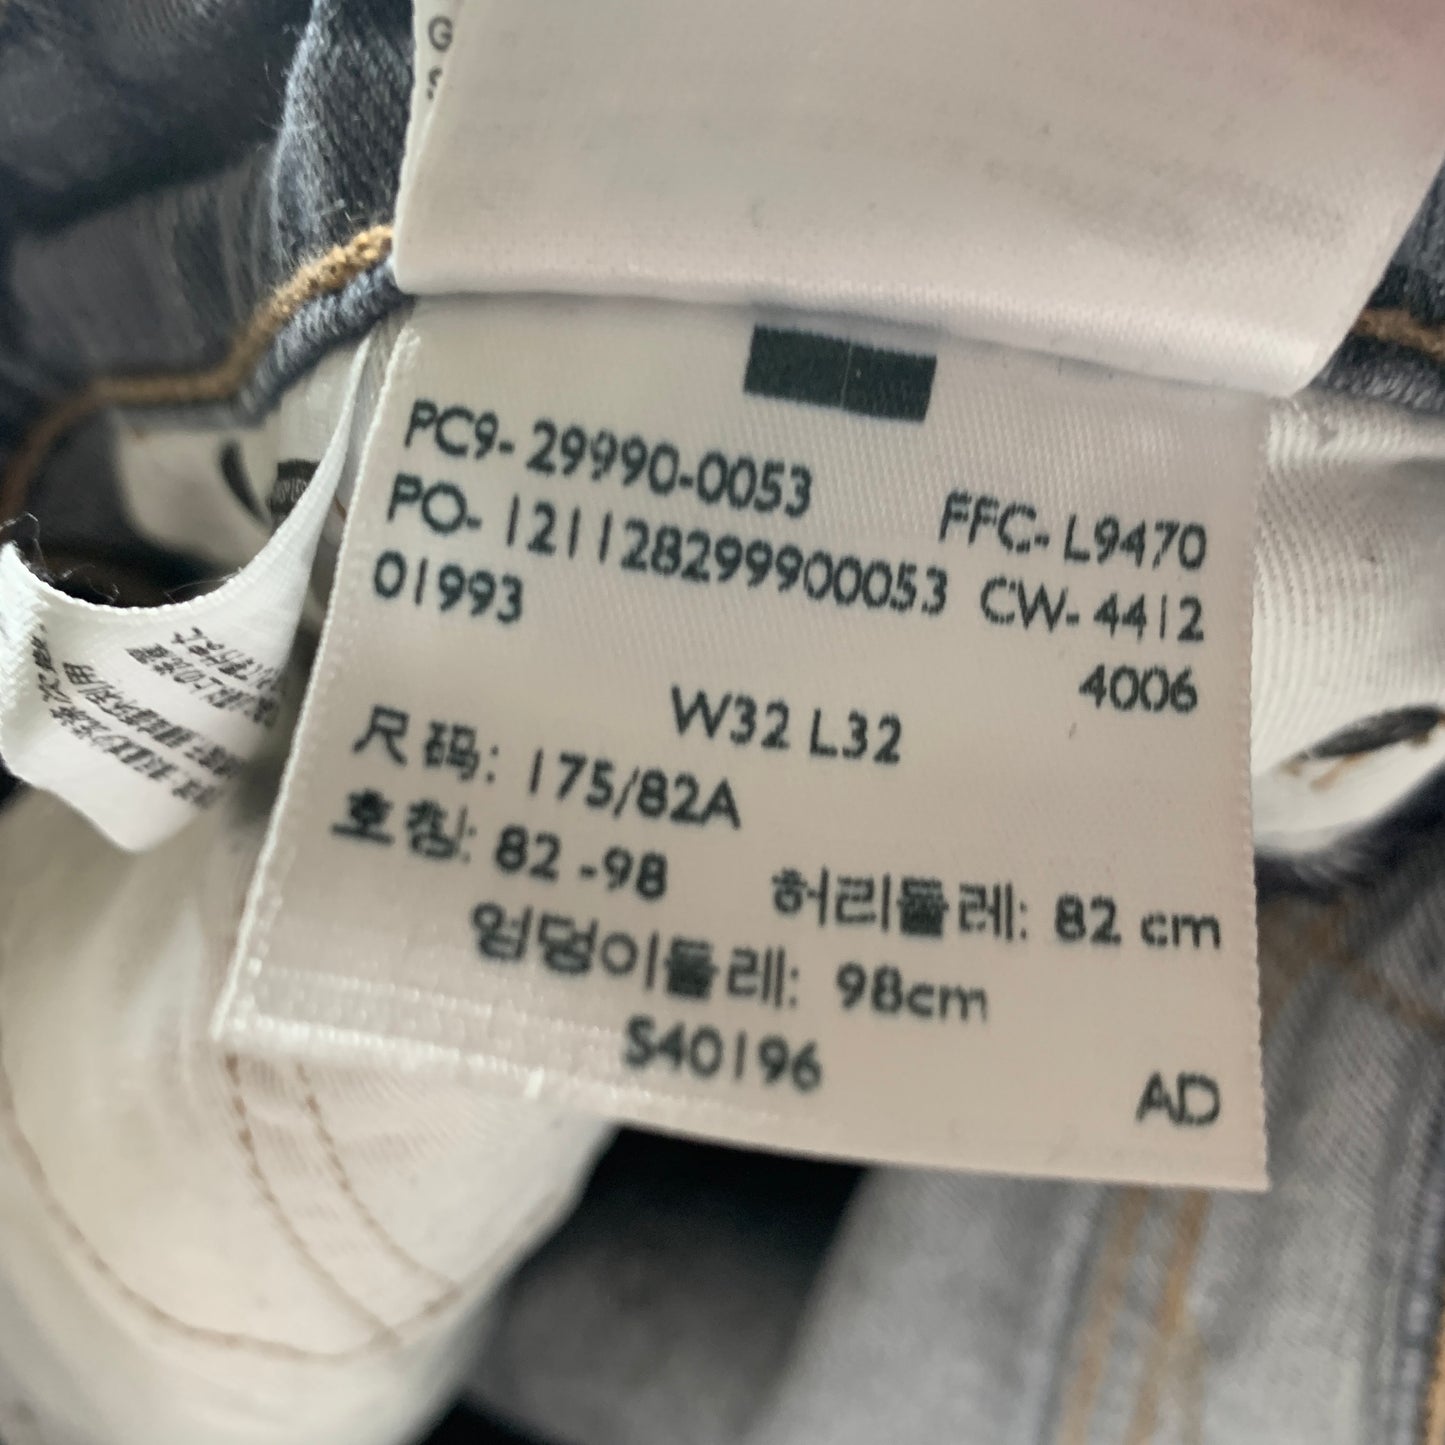 G
PC9-29990-0053 FFC-L9470
PO-121128299900053 CW-4412
01993 4006
W32 L32
尺码: 175/82A
호칭: 82-98 허리둘레: 82 cm
엉덩이둘레: 98cm
S40196 AD